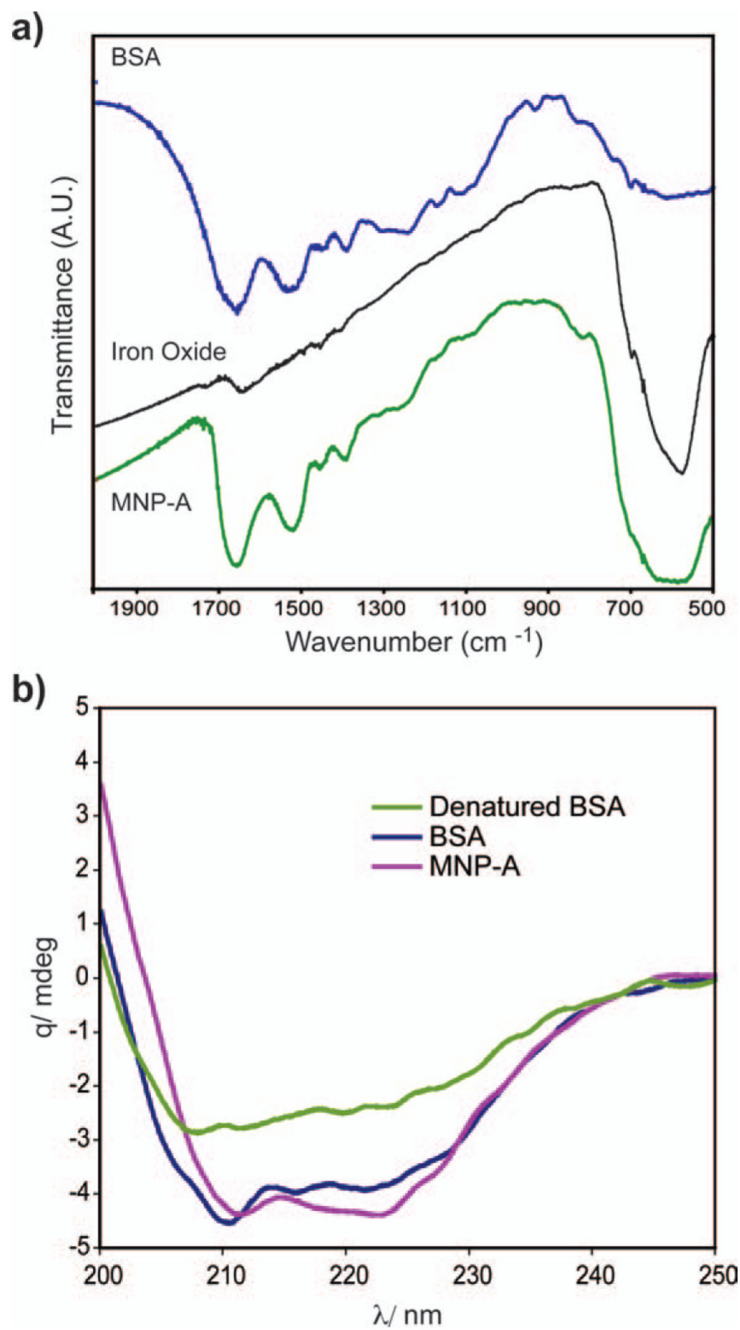 a)
BSA
Iron Oxide
MNP-A
Transmittance (A.U.)
1900 1700 1500 1300 1100 900 700 500
Wavenumber (cm -1)
b)
5
4
3
2
1
0
-1
-2
-3
-4
-5
q/ mdeg
Denatured BSA
BSA
MNP-A
200 210 220 230 240 250
λ/ nm